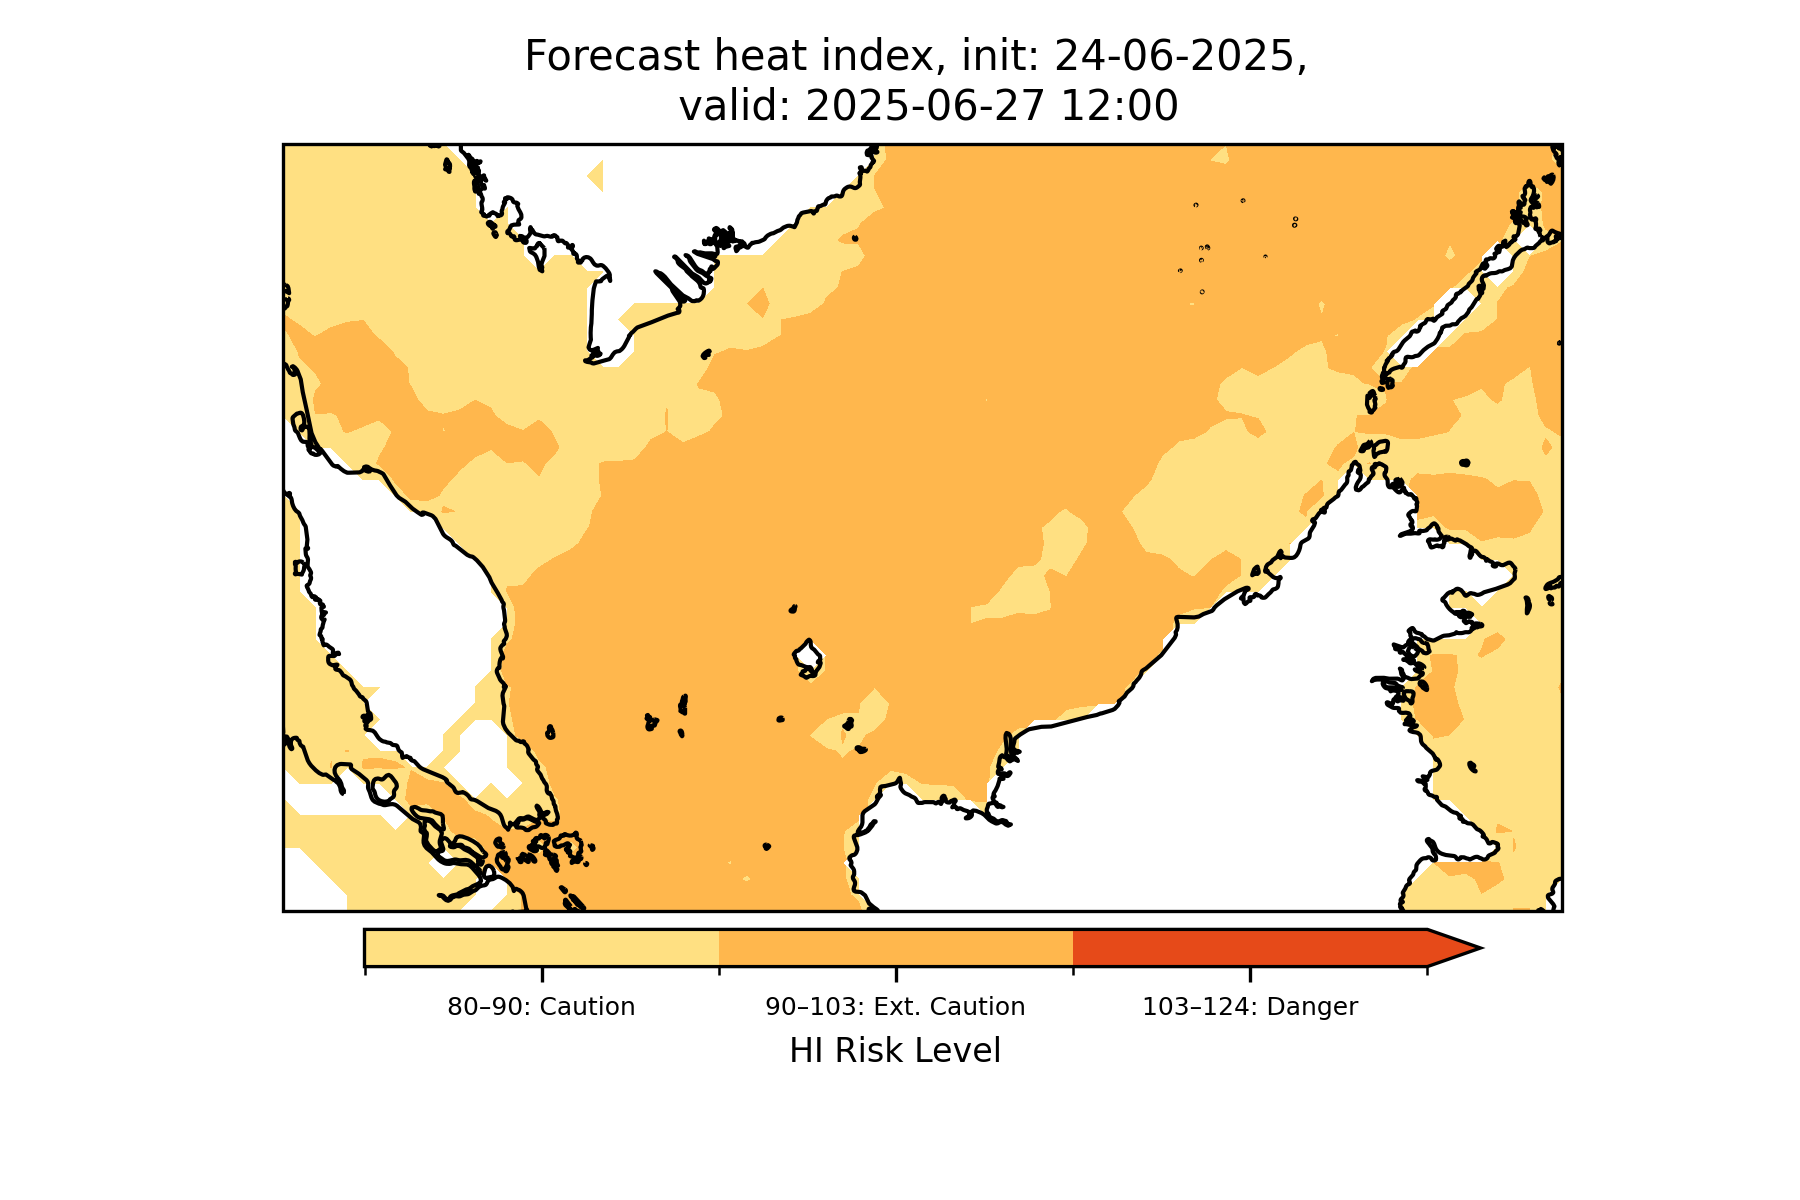 Forecast heat index, init: 24-06-2025,
valid: 2025-06-27 12:00
80–90: Caution
90–103: Ext. Caution
103–124: Danger
HI Risk Level